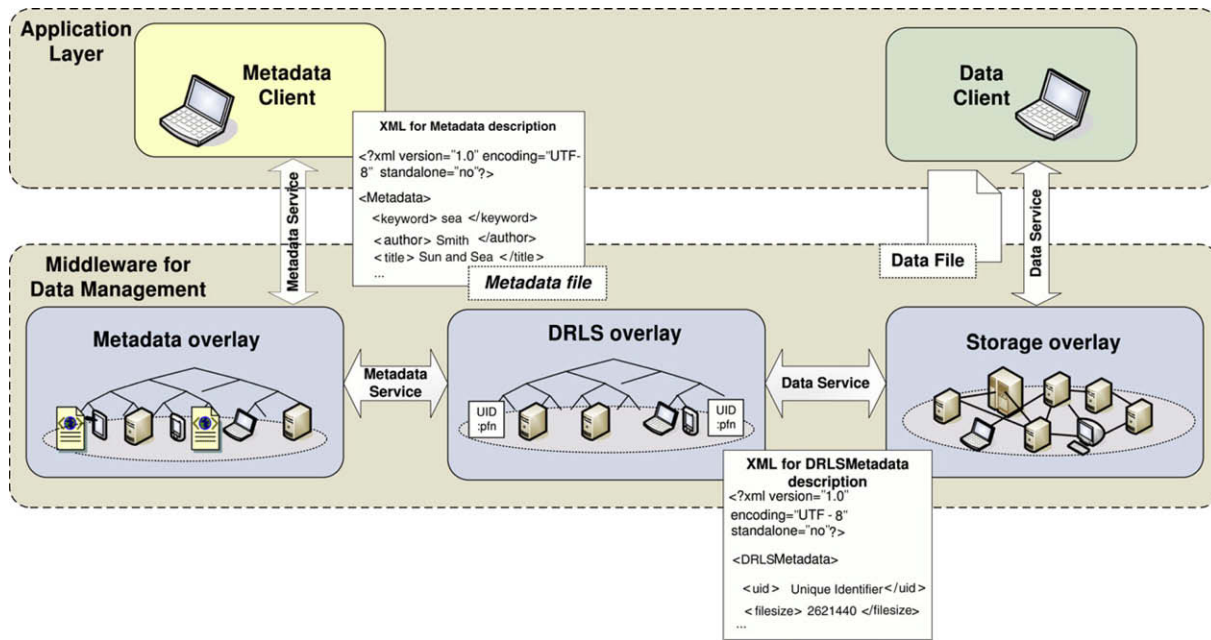 Application
Layer
Metadata
Client
Data
Client
XML for Metadata description
<?xml version="1.0" encoding="UTF-
8" standalone="no"?>
<Metadata>
<keyword> sea </keyword>
<author> Smith </author>
<title> Sun and Sea </title>
...
Metadata file
Metadata Service
Data File
Data Service
Middleware for
Data Management
Metadata overlay
Metadata
Service
DRLS overlay
UID
:pfn
UID
:pfn
Data Service
Storage overlay
XML for DRLSMetadata
description
<?xml version="1.0"
encoding="UTF - 8"
standalone="no"?>
<DRLSMetadata>
<uid> Unique Identifier</uid>
<filesize> 2621440 </filesize>
...